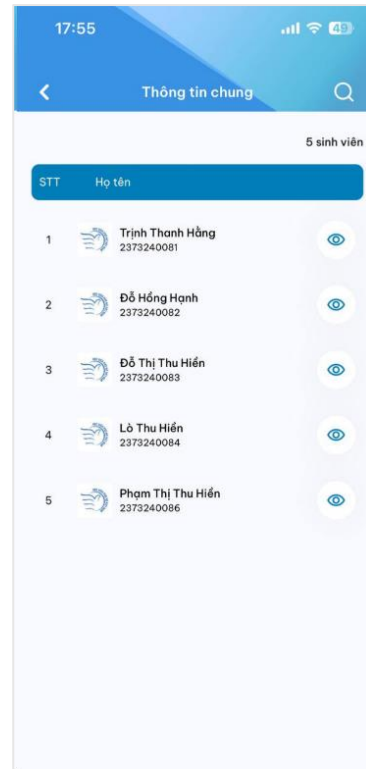 17:55
49
Thông tin chung
5 sinh viên
STT Họ tên
1 Trịnh Thanh Hằng
2373240081
2 Đỗ Hồng Hạnh
2373240082
3 Đỗ Thị Thu Hiền
2373240083
4 Lò Thu Hiền
2373240084
5 Phạm Thị Thu Hiền
2373240086